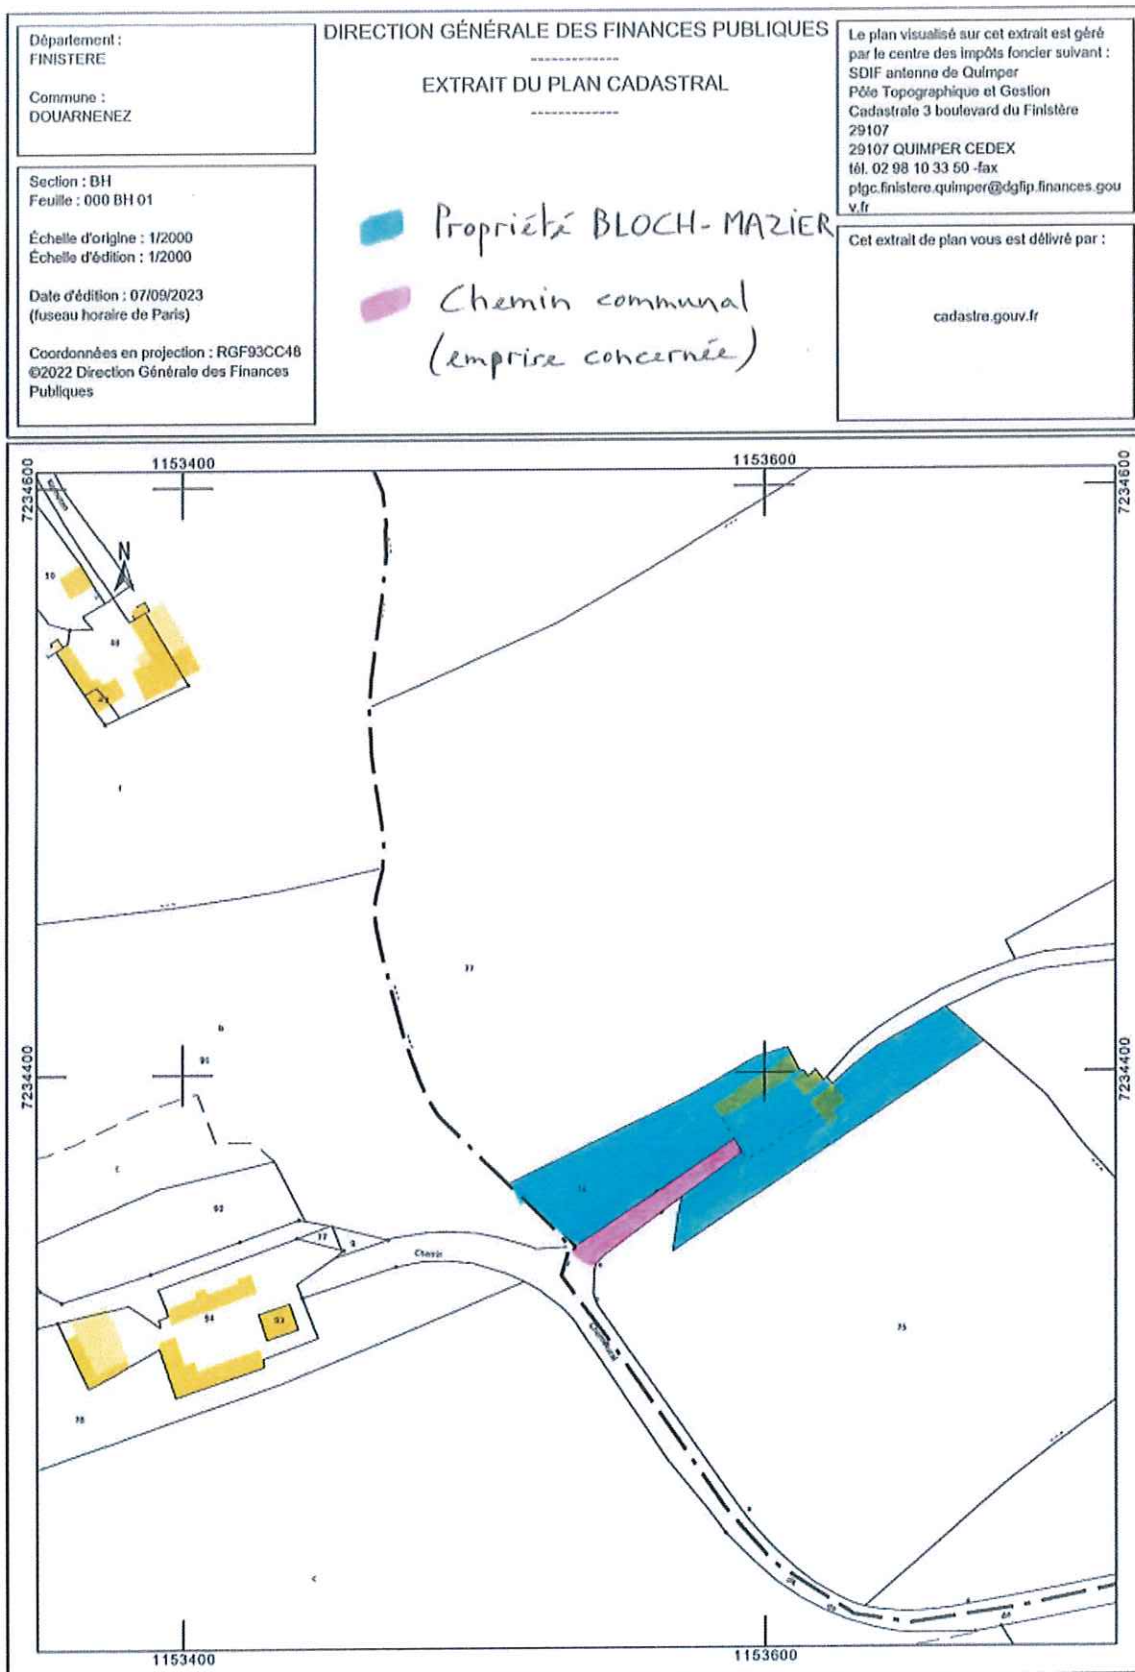 Département :
FINISTERE
Commune :
DOUARNENEZ
Section : BH
Feuille : 000 BH 01
Échelle d'origine : 1/2000
Échelle d'édition : 1/2000
Date d'édition : 07/09/2023
(fuseau horaire de Paris)
Coordonnées en projection : RGF93CC48
©2022 Direction Générale des Finances
Publiques
DIRECTION GÉNÉRALE DES FINANCES PUBLIQUES
-------------
EXTRAIT DU PLAN CADASTRAL
-------------
Propriété BLOCH-MAZIER
Chemin communal
(emprise concernée)
Le plan visualisé sur cet extrait est géré
par le centre des impôts foncier suivant :
SDIF antenne de Quimper
Pôle Topographique et Gestion
Cadastrale 3 boulevard du Finistère
29107
29107 QUIMPER CEDEX
tél. 02 98 10 33 50 -fax
ptgc.finistere.quimper@dgfip.finances.gou
v.fr
Cet extrait de plan vous est délivré par :
cadastre.gouv.fr
1153400
1153600
7234600
7234600
N
77
b
7234400
7234400
Chemin
75
c
1153400
1153600